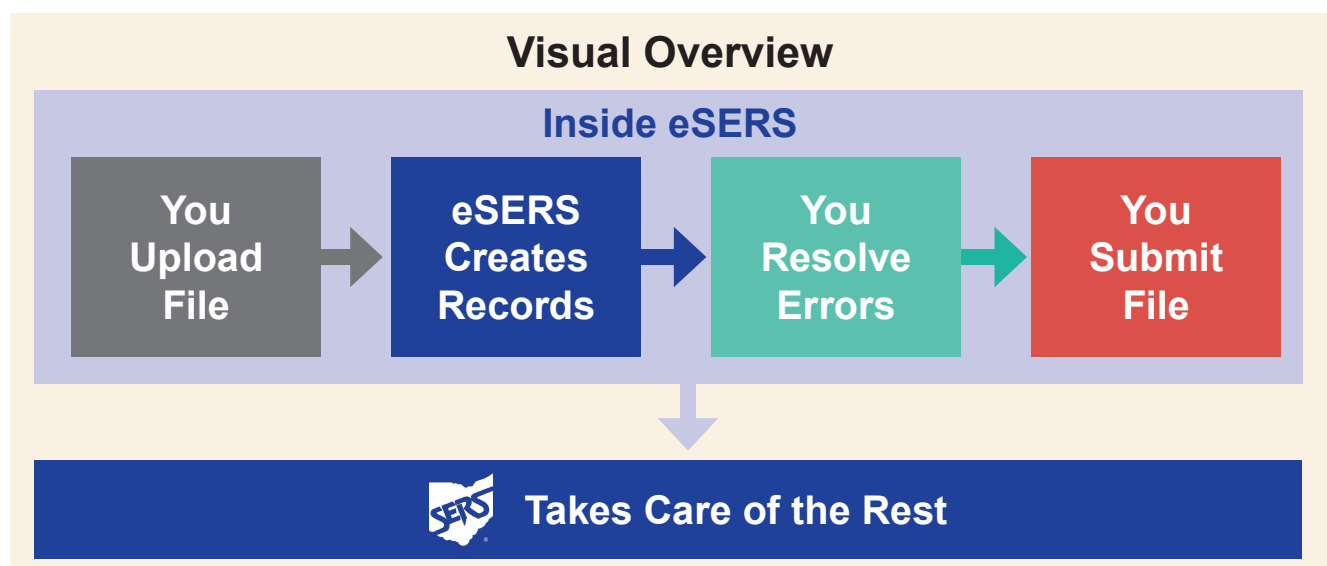 Visual Overview
Inside eSERS
You
Upload
File
eSERS
Creates
Records
You
Resolve
Errors
You
Submit
File
SERS ® Takes Care of the Rest